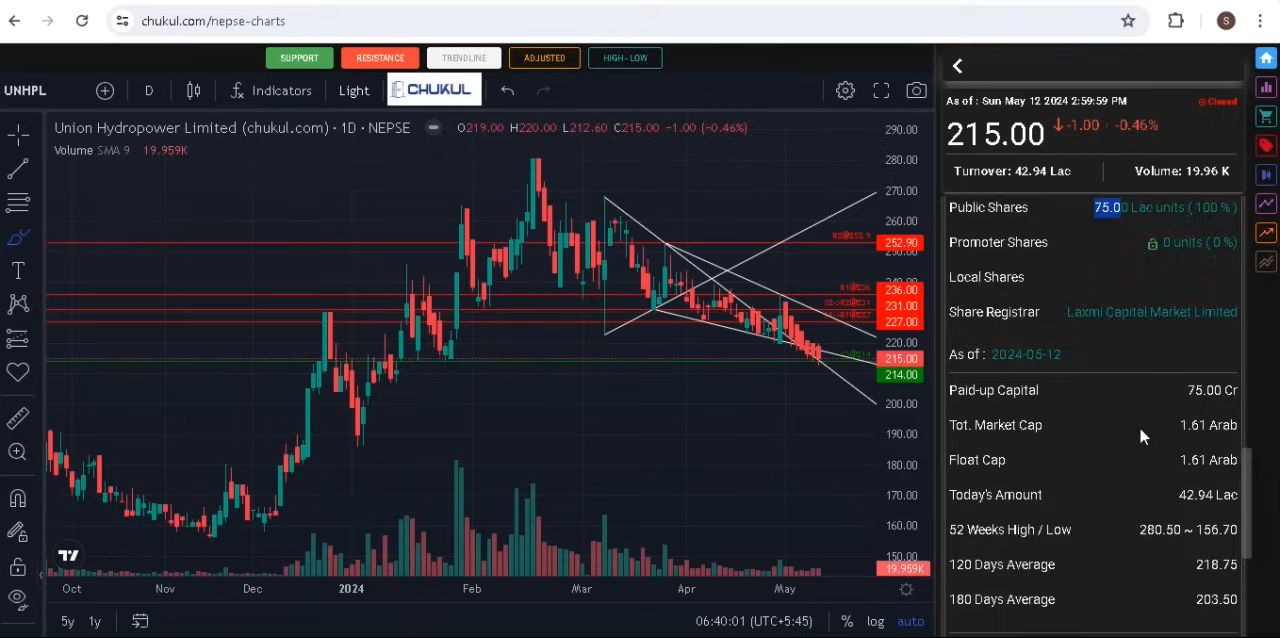 chukul.com/nepse-charts
S
SUPPORT RESISTANCE TRENDLINE ADJUSTED HIGH-LOW
UNHPL D Indicators Light CHUKUL
Union Hydropower Limited (chukul.com) · 1D · NEPSE O219.00 H220.00 L212.60 C215.00 -1.00 (-0.46%)
Volume SMA 9 19.959K
290.00
280.00
270.00
260.00
252.90
250.00
240.00
236.00
231.00
227.00
220.00
215.00
214.00
200.00
190.00
180.00
170.00
160.00
150.00
19.959K
Oct Nov Dec 2024 Feb Mar Apr May
5y 1y 06:40:01 (UTC+5:45) % log auto
As of : Sun May 12 2024 2:59:59 PM Closed
215.00 -1.00 · -0.46%
Turnover: 42.94 Lac Volume: 19.96 K
Public Shares 75.00 Lac units ( 100 % )
Promoter Shares 0 units ( 0 % )
Local Shares
Share Registrar Laxmi Capital Market Limited
As of : 2024-05-12
Paid-up Capital 75.00 Cr
Tot. Market Cap 1.61 Arab
Float Cap 1.61 Arab
Today's Amount 42.94 Lac
52 Weeks High / Low 280.50 ~ 156.70
120 Days Average 218.75
180 Days Average 203.50